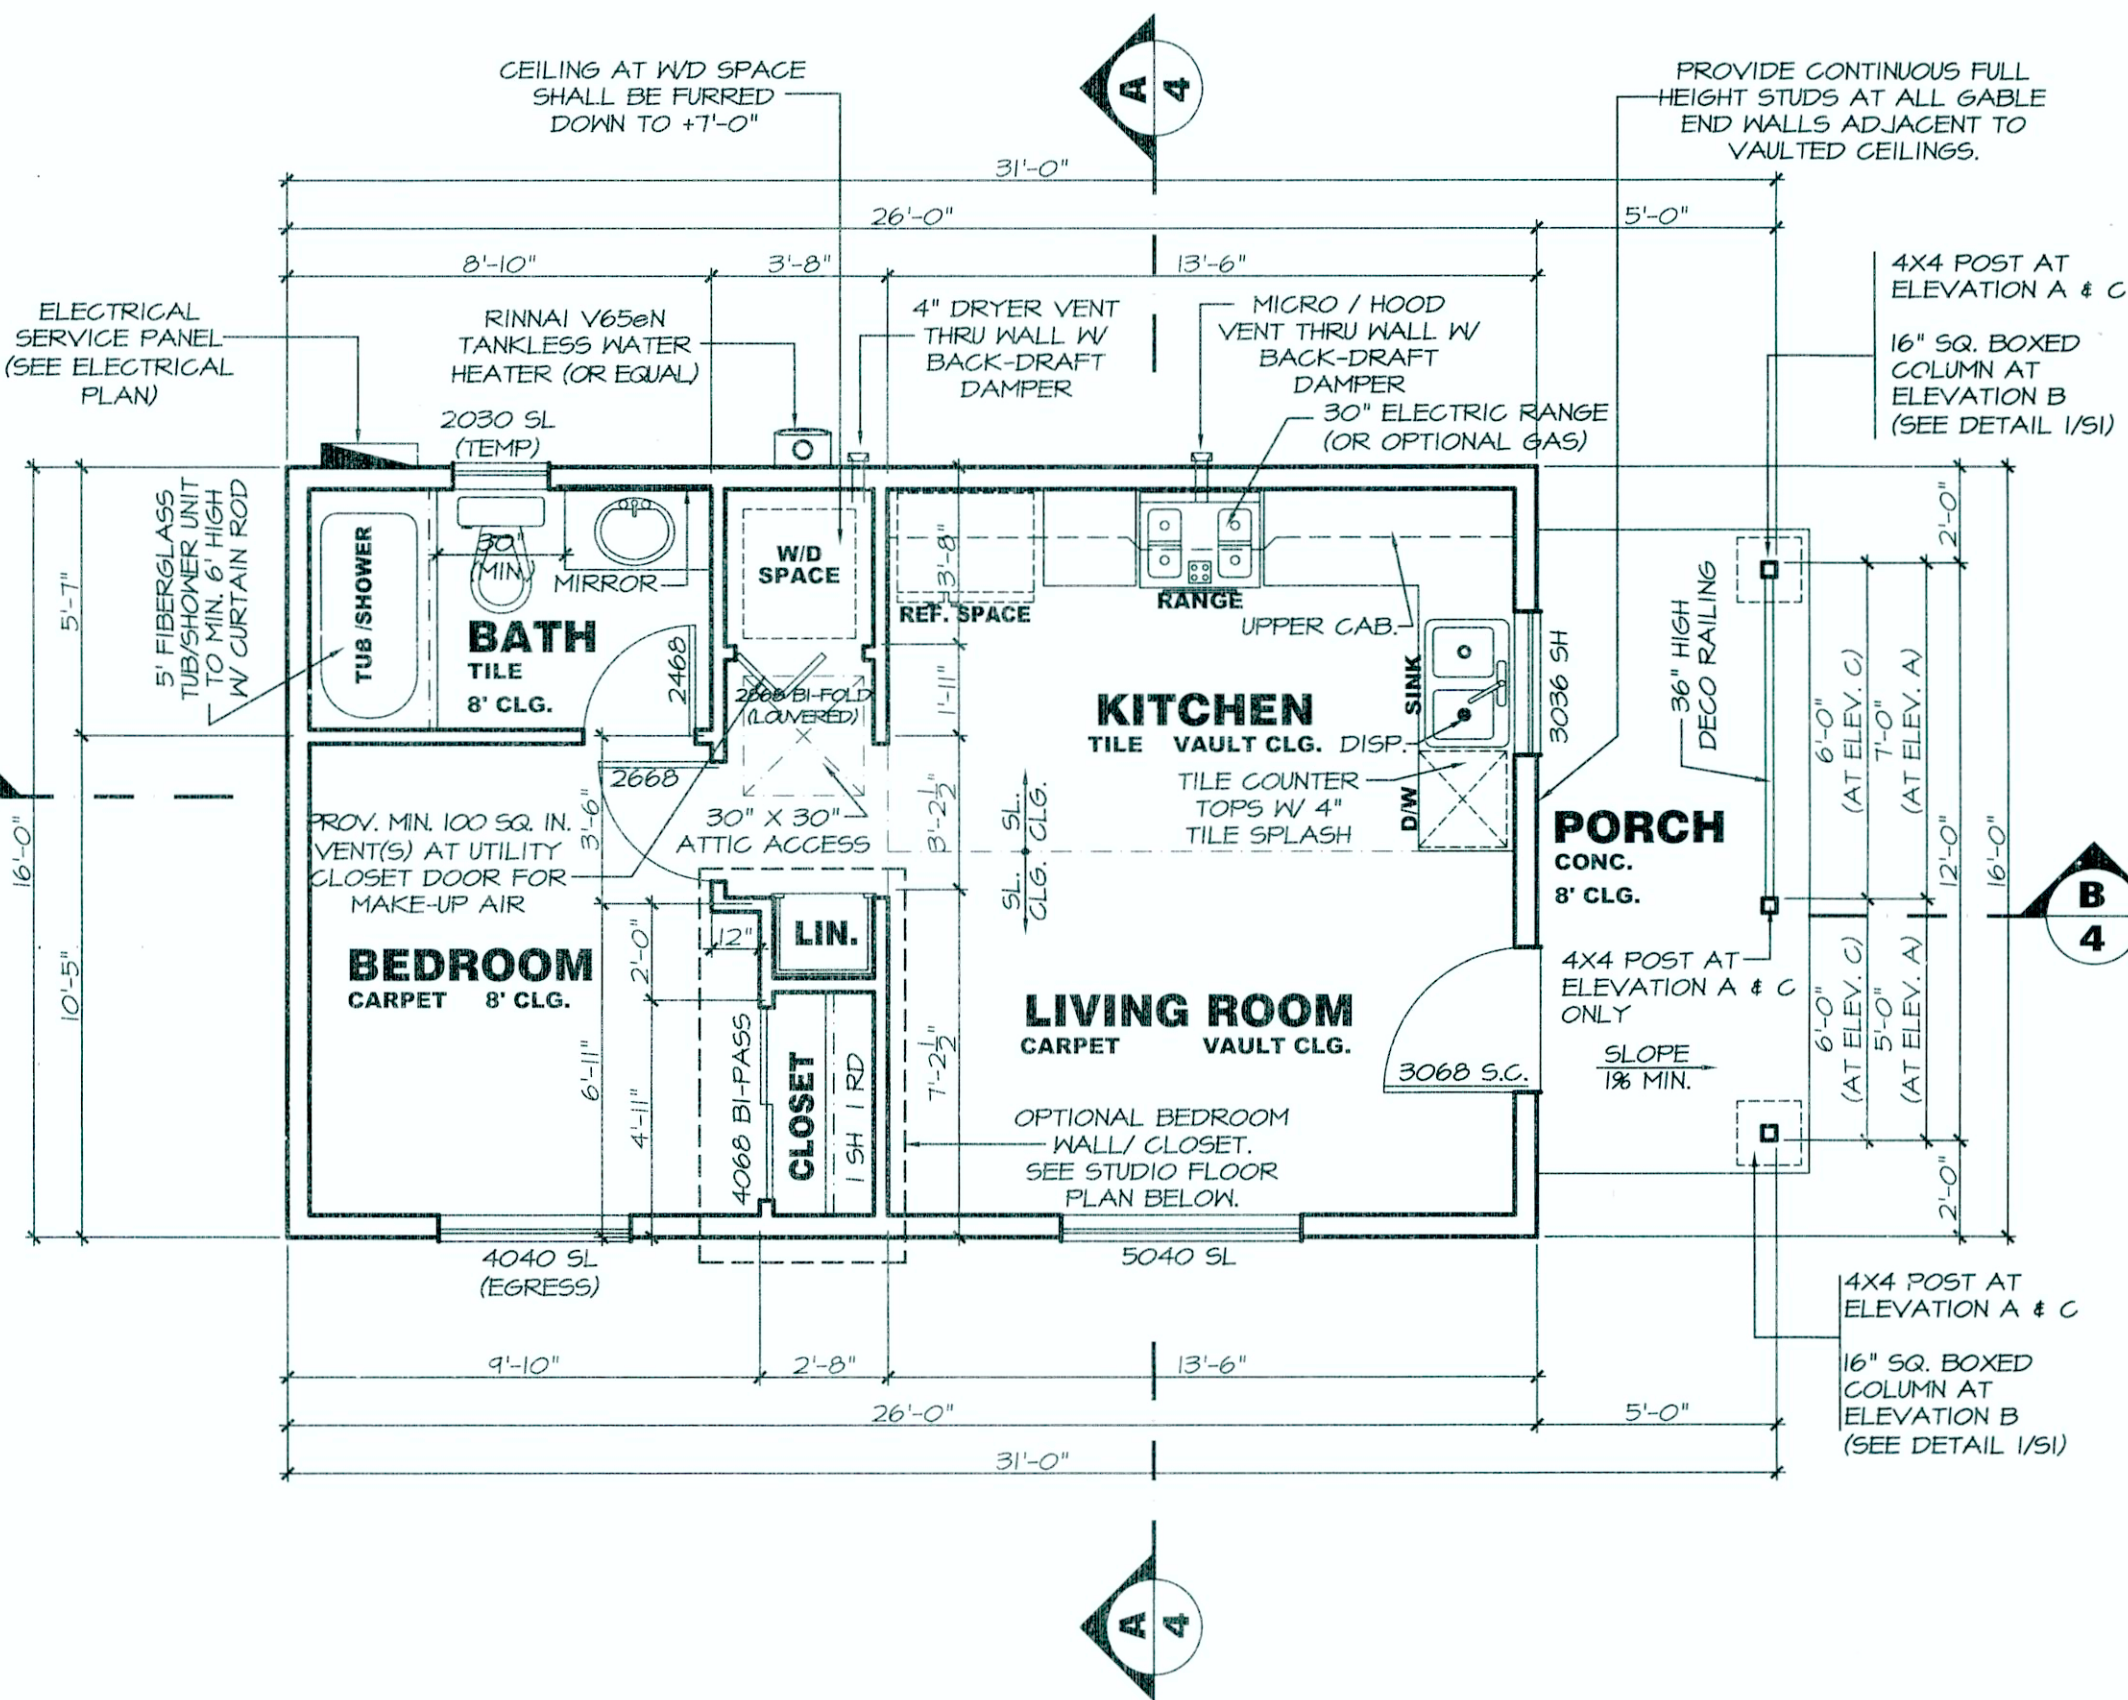 CEILING AT W/D SPACE
SHALL BE FURRED
DOWN TO +7'-0"
A
4
PROVIDE CONTINUOUS FULL
HEIGHT STUDS AT ALL GABLE
END WALLS ADJACENT TO
VAULTED CEILINGS.
31'-0"
26'-0"
5'-0"
8'-10"
3'-8"
13'-6"
4X4 POST AT
ELEVATION A & C
16" SQ. BOXED
COLUMN AT
ELEVATION B
(SEE DETAIL 1/S1)
ELECTRICAL
SERVICE PANEL
(SEE ELECTRICAL
PLAN)
RINNAI V65eN
TANKLESS WATER
HEATER (OR EQUAL)
4" DRYER VENT
THRU WALL W/
BACK-DRAFT
DAMPER
MICRO / HOOD
VENT THRU WALL W/
BACK-DRAFT
DAMPER
30" ELECTRIC RANGE
(OR OPTIONAL GAS)
2030 SL
(TEMP)
5' FIBERGLASS
TUB/SHOWER UNIT
TO MIN. 6' HIGH
W/ CURTAIN ROD
TUB /SHOWER
30"
MIN
MIRROR
BATH
TILE
8' CLG.
2468
W/D
SPACE
2668 BI-FOLD
(LOUVERED)
REF. SPACE
3'-8"
1'-11"
3'-2 1/2"
7'-2 1/2"
RANGE
UPPER CAB.
KITCHEN
TILE VAULT CLG.
SINK
DISP.
3036 SH
TILE COUNTER
TOPS W/ 4"
TILE SPLASH
D/W
SL. CLG.
SL. CLG.
36" HIGH
DECO RAILING
PORCH
CONC.
8' CLG.
6'-0"
(AT ELEV. C)
7'-0"
(AT ELEV. A)
6'-0"
(AT ELEV. C)
5'-0"
(AT ELEV. A)
2'-0"
12'-0"
2'-0"
16'-0"
B
4
5'-7"
10'-5"
16'-0"
2668
30" X 30"
ATTIC ACCESS
PROV. MIN. 100 SQ. IN.
VENT(S) AT UTILITY
CLOSET DOOR FOR
MAKE-UP AIR
3'-6"
6'-11"
2'-0"
4'-11"
12"
LIN.
BEDROOM
CARPET 8' CLG.
4068 BI-PASS
CLOSET
1 SH 1 RD
LIVING ROOM
CARPET VAULT CLG.
3068 S.C.
4X4 POST AT
ELEVATION A & C
ONLY
SLOPE
1% MIN.
OPTIONAL BEDROOM
WALL/ CLOSET.
SEE STUDIO FLOOR
PLAN BELOW.
4040 SL
(EGRESS)
5040 SL
4X4 POST AT
ELEVATION A & C
16" SQ. BOXED
COLUMN AT
ELEVATION B
(SEE DETAIL 1/S1)
9'-10"
2'-8"
13'-6"
26'-0"
5'-0"
31'-0"
A
4